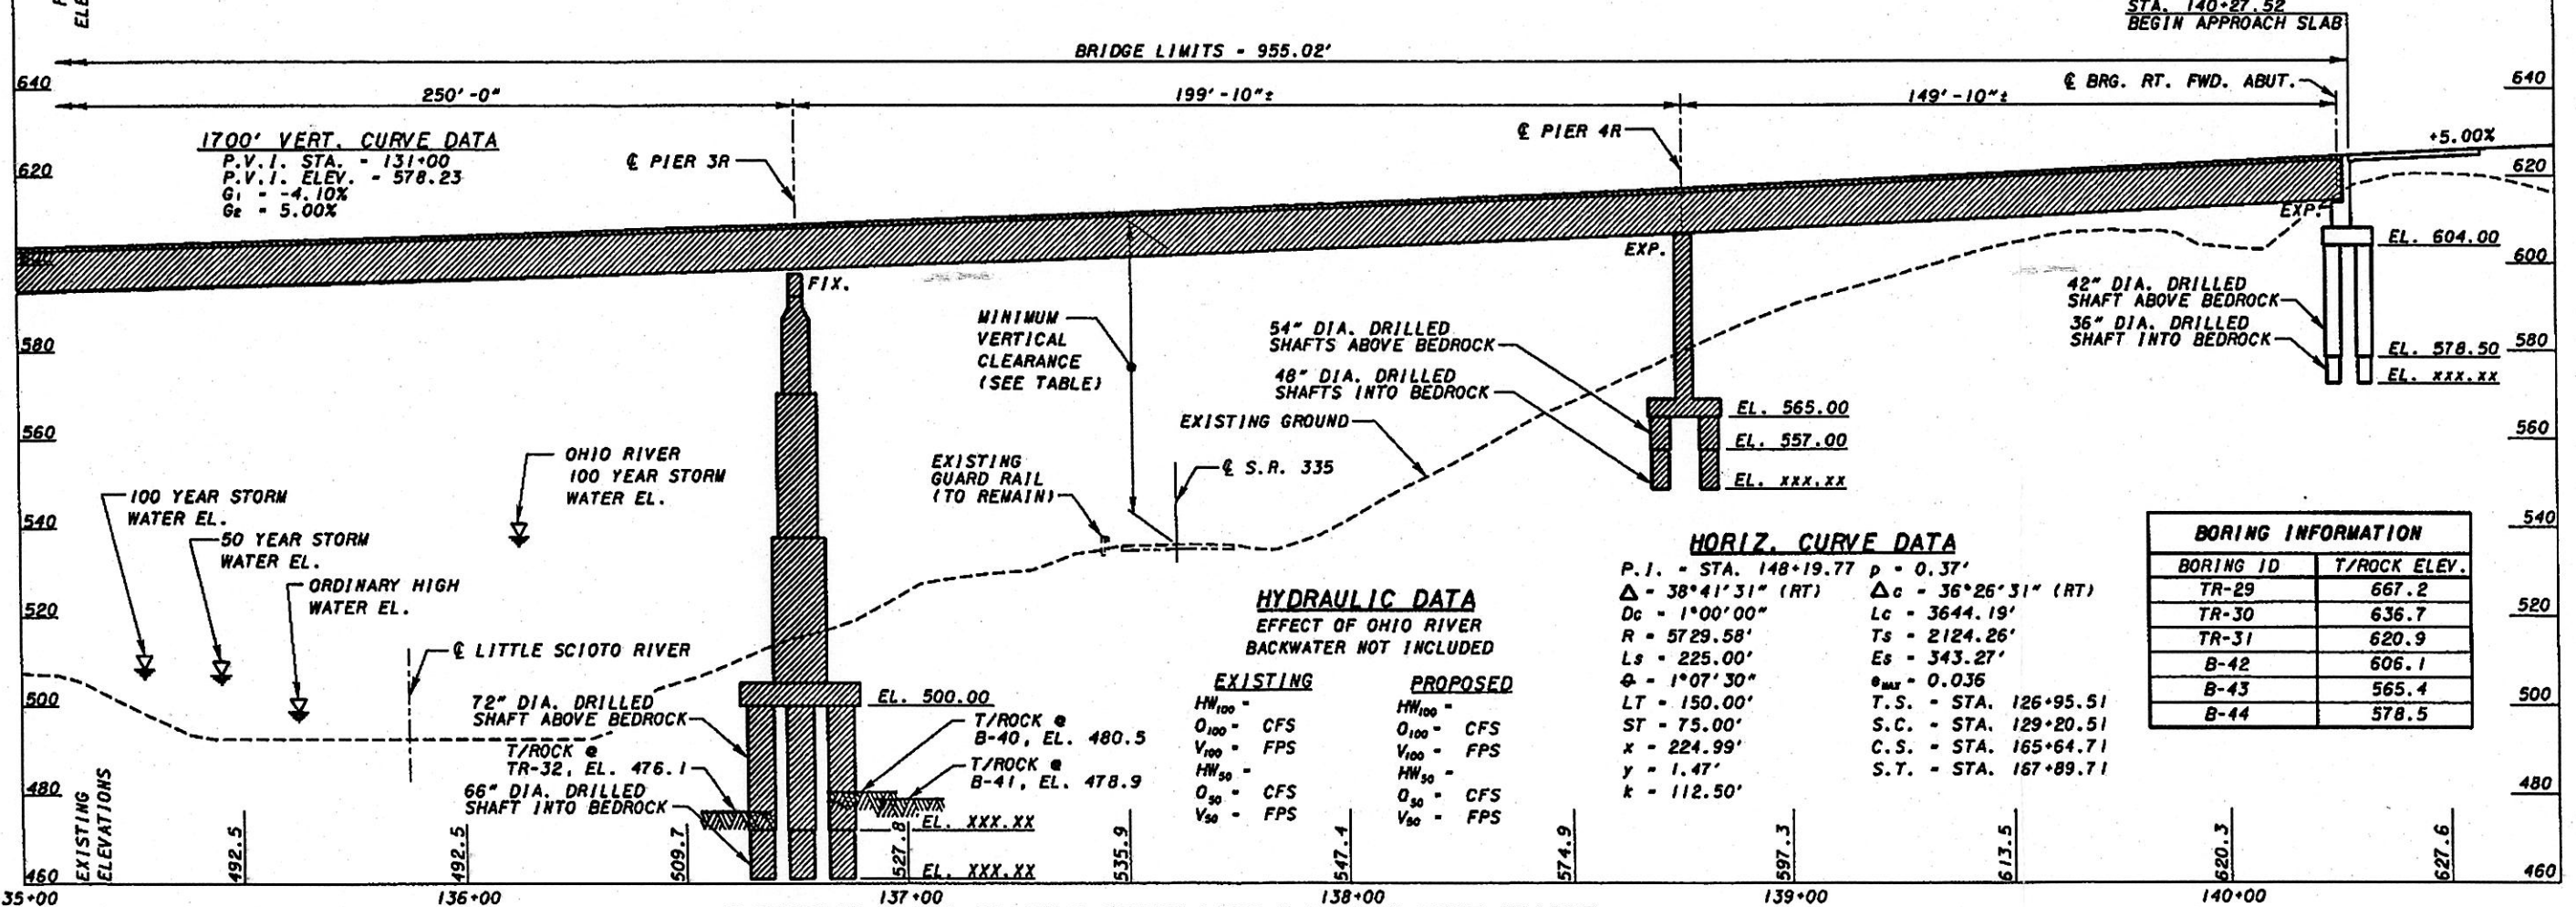 STA. 140+27.52
BEGIN APPROACH SLAB
BRIDGE LIMITS = 955.02'
250'-0"
199'-10"±
149'-10"±
℄ BRG. RT. FWD. ABUT.
640
640
1700' VERT. CURVE DATA
P.V.I. STA. = 131+00
P.V.I. ELEV. = 578.23
G₁ = -4.10%
G₂ = 5.00%
℄ PIER 3R
℄ PIER 4R
+5.00%
620
620
600
600
FIX.
EXP.
EXP.
EL. 604.00
42" DIA. DRILLED
SHAFT ABOVE BEDROCK
36" DIA. DRILLED
SHAFT INTO BEDROCK
EL. 578.50
EL. XXX.XX
580
580
MINIMUM
VERTICAL
CLEARANCE
(SEE TABLE)
54" DIA. DRILLED
SHAFTS ABOVE BEDROCK
48" DIA. DRILLED
SHAFTS INTO BEDROCK
EXISTING GROUND
EL. 565.00
EL. 557.00
EL. XXX.XX
560
560
EXISTING
GUARD RAIL
(TO REMAIN)
℄ S.R. 335
OHIO RIVER
100 YEAR STORM
WATER EL.
100 YEAR STORM
WATER EL.
50 YEAR STORM
WATER EL.
ORDINARY HIGH
WATER EL.
540
540
520
520
500
500
480
480
460
460
℄ LITTLE SCIOTO RIVER
72" DIA. DRILLED
SHAFT ABOVE BEDROCK
T/ROCK @
TR-32, EL. 476.1
66" DIA. DRILLED
SHAFT INTO BEDROCK
EL. 500.00
T/ROCK @
B-40, EL. 480.5
T/ROCK @
B-41, EL. 478.9
EL. XXX.XX
EL. XXX.XX
HYDRAULIC DATA
EFFECT OF OHIO RIVER
BACKWATER NOT INCLUDED
EXISTING
HW₁₀₀ =
Q₁₀₀ = CFS
V₁₀₀ = FPS
HW₅₀ =
Q₅₀ = CFS
V₅₀ = FPS
PROPOSED
HW₁₀₀ =
Q₁₀₀ = CFS
V₁₀₀ = FPS
HW₅₀ =
Q₅₀ = CFS
V₅₀ = FPS
HORIZ. CURVE DATA
P.I. = STA. 148+19.77 p = 0.37'
Δ = 38°41'31" (RT) Δc = 36°26'31" (RT)
Dc = 1°00'00" Lc = 3644.19'
R = 5729.58' Ts = 2124.26'
Ls = 225.00' Es = 343.27'
θ = 1°07'30" eMAX = 0.036
LT = 150.00' T.S. = STA. 126+95.51
ST = 75.00' S.C. = STA. 129+20.51
x = 224.99' C.S. = STA. 165+64.71
y = 1.47' S.T. = STA. 167+89.71
k = 112.50'
BORING INFORMATION
BORING ID T/ROCK ELEV.
TR-29 667.2
TR-30 636.7
TR-31 620.9
B-42 606.1
B-43 565.4
B-44 578.5
EXISTING
ELEVATIONS
492.5
492.5
509.7
527.8
535.9
547.4
574.9
597.3
613.5
620.3
627.6
35+00
136+00
137+00
138+00
139+00
140+00